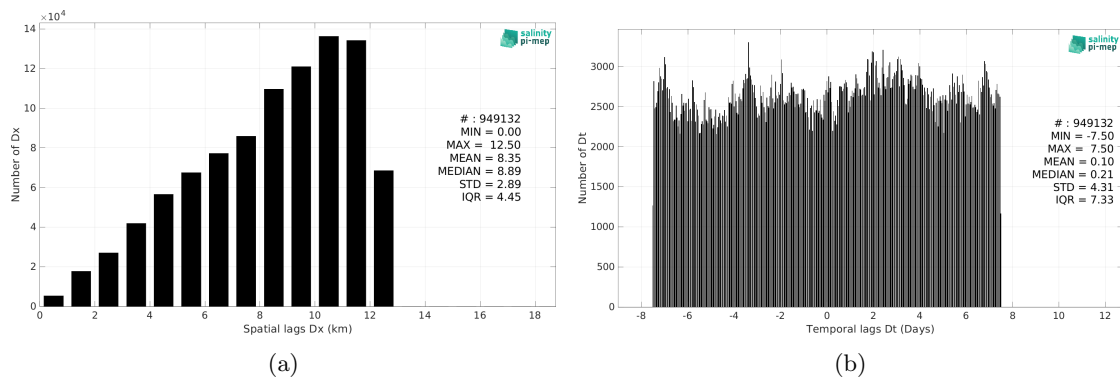 ×10⁴
14
12
10
8
6
4
2
0
Number of Dx
0 2 4 6 8 10 12 14 16 18
Spatial lags Dx (km)
salinity
pi-mep
# : 949132
MIN = 0.00
MAX = 12.50
MEAN = 8.35
MEDIAN = 8.89
STD = 2.89
IQR = 4.45
(a)
3000
2500
2000
1500
1000
500
0
Number of Dt
-8 -6 -4 -2 0 2 4 6 8 10 12
Temporal lags Dt (Days)
salinity
pi-mep
# : 949132
MIN = -7.50
MAX = 7.50
MEAN = 0.10
MEDIAN = 0.21
STD = 4.31
IQR = 7.33
(b)